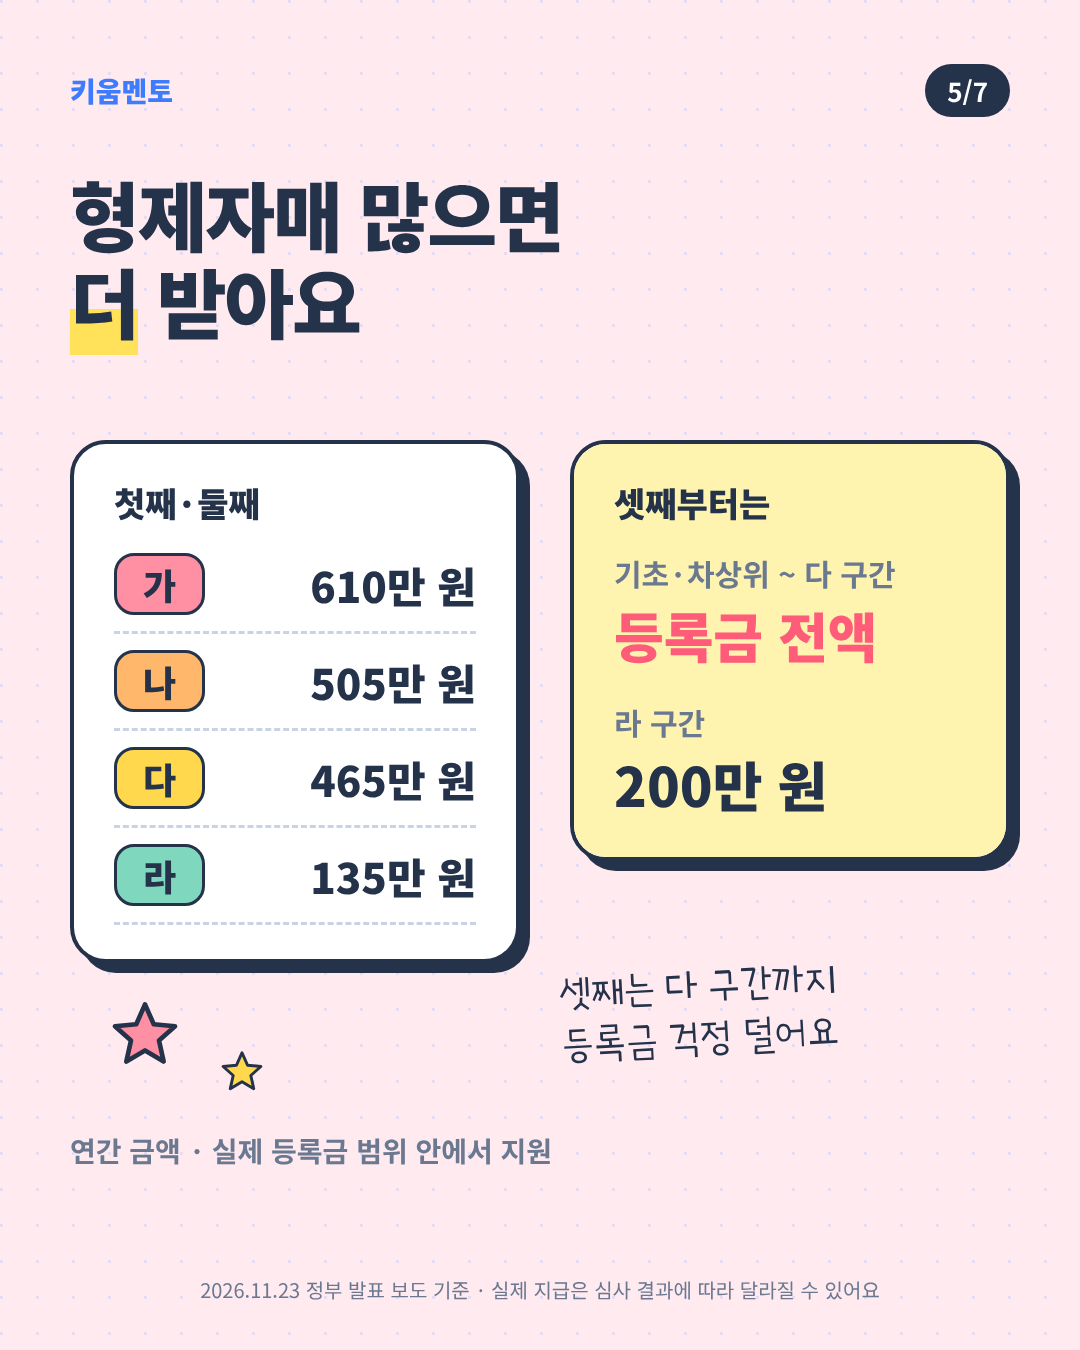 키움멘토
5/7
형제자매 많으면
더 받아요
첫째·둘째
가 610만 원
나 505만 원
다 465만 원
라 135만 원
셋째부터는
기초·차상위 ~ 다 구간
등록금 전액
라 구간
200만 원
셋째는 다 구간까지
등록금 걱정 덜어요
연간 금액 · 실제 등록금 범위 안에서 지원
2026.11.23 정부 발표 보도 기준 · 실제 지급은 심사 결과에 따라 달라질 수 있어요